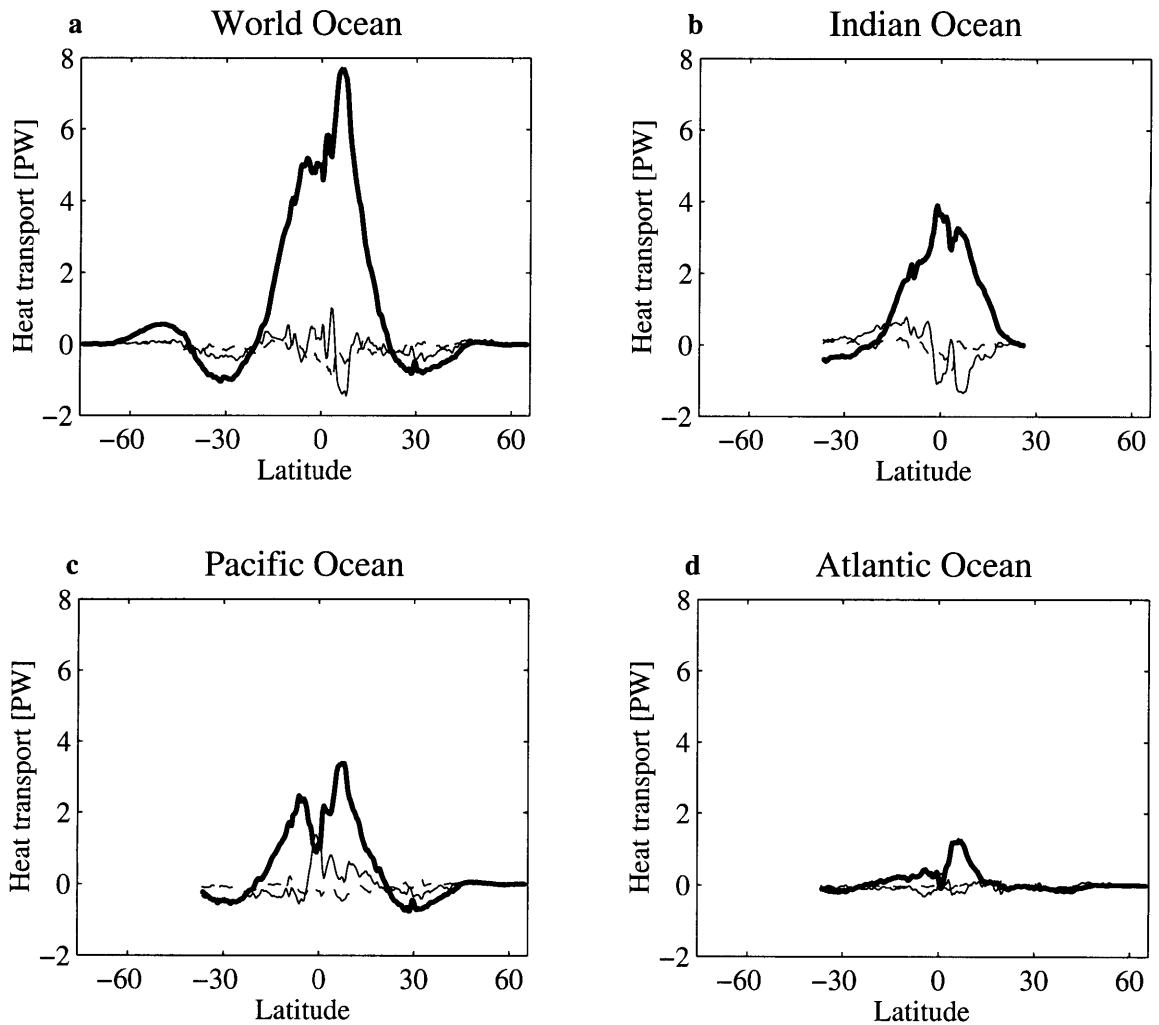 a World Ocean
8
6
4
2
0
−2
Heat transport [PW]
−60 −30 0 30 60
Latitude
b Indian Ocean
8
6
4
2
0
−2
Heat transport [PW]
−60 −30 0 30 60
Latitude
c Pacific Ocean
8
6
4
2
0
−2
Heat transport [PW]
−60 −30 0 30 60
Latitude
d Atlantic Ocean
8
6
4
2
0
−2
Heat transport [PW]
−60 −30 0 30 60
Latitude